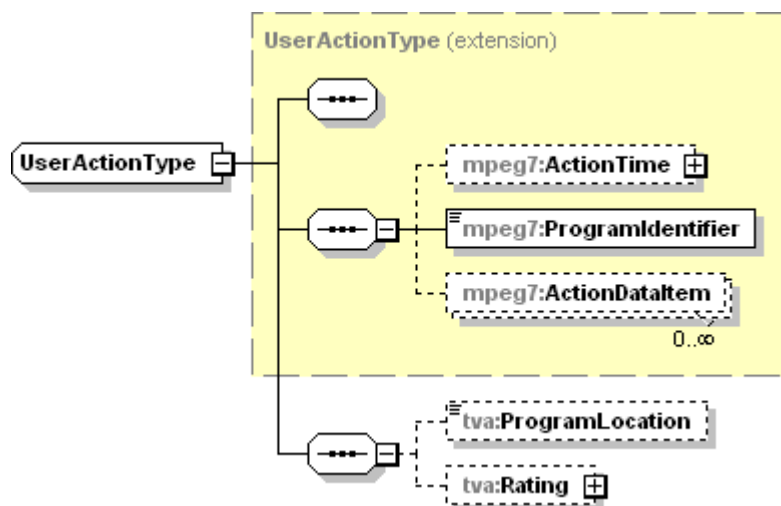 UserActionType (extension)
UserActionType
mpeg7:ActionTime
mpeg7:ProgramIdentifier
mpeg7:ActionDataItem
0..∞
tva:ProgramLocation
tva:Rating